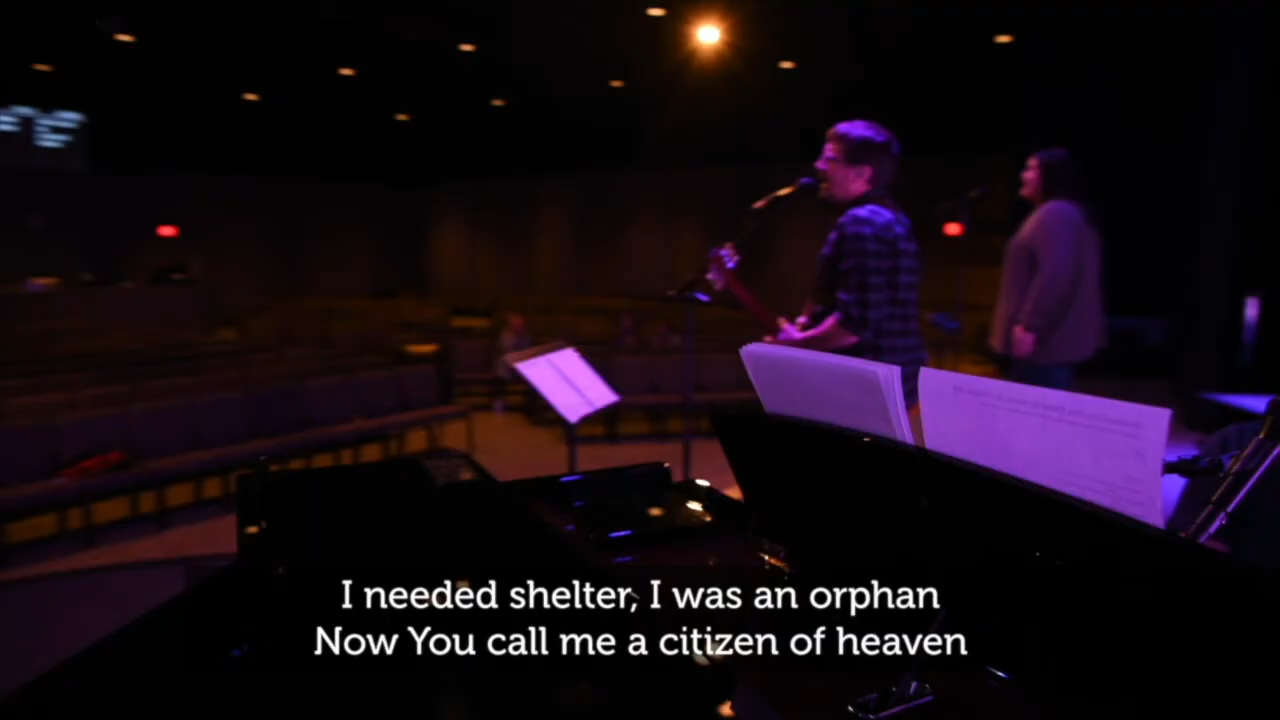 I needed shelter, I was an orphan
Now You call me a citizen of heaven